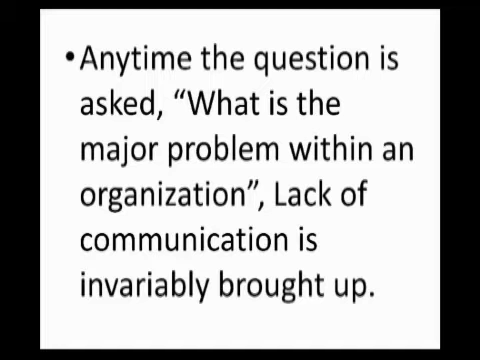 •Anytime the question is
asked, “What is the
major problem within an
organization”, Lack of
communication is
invariably brought up.